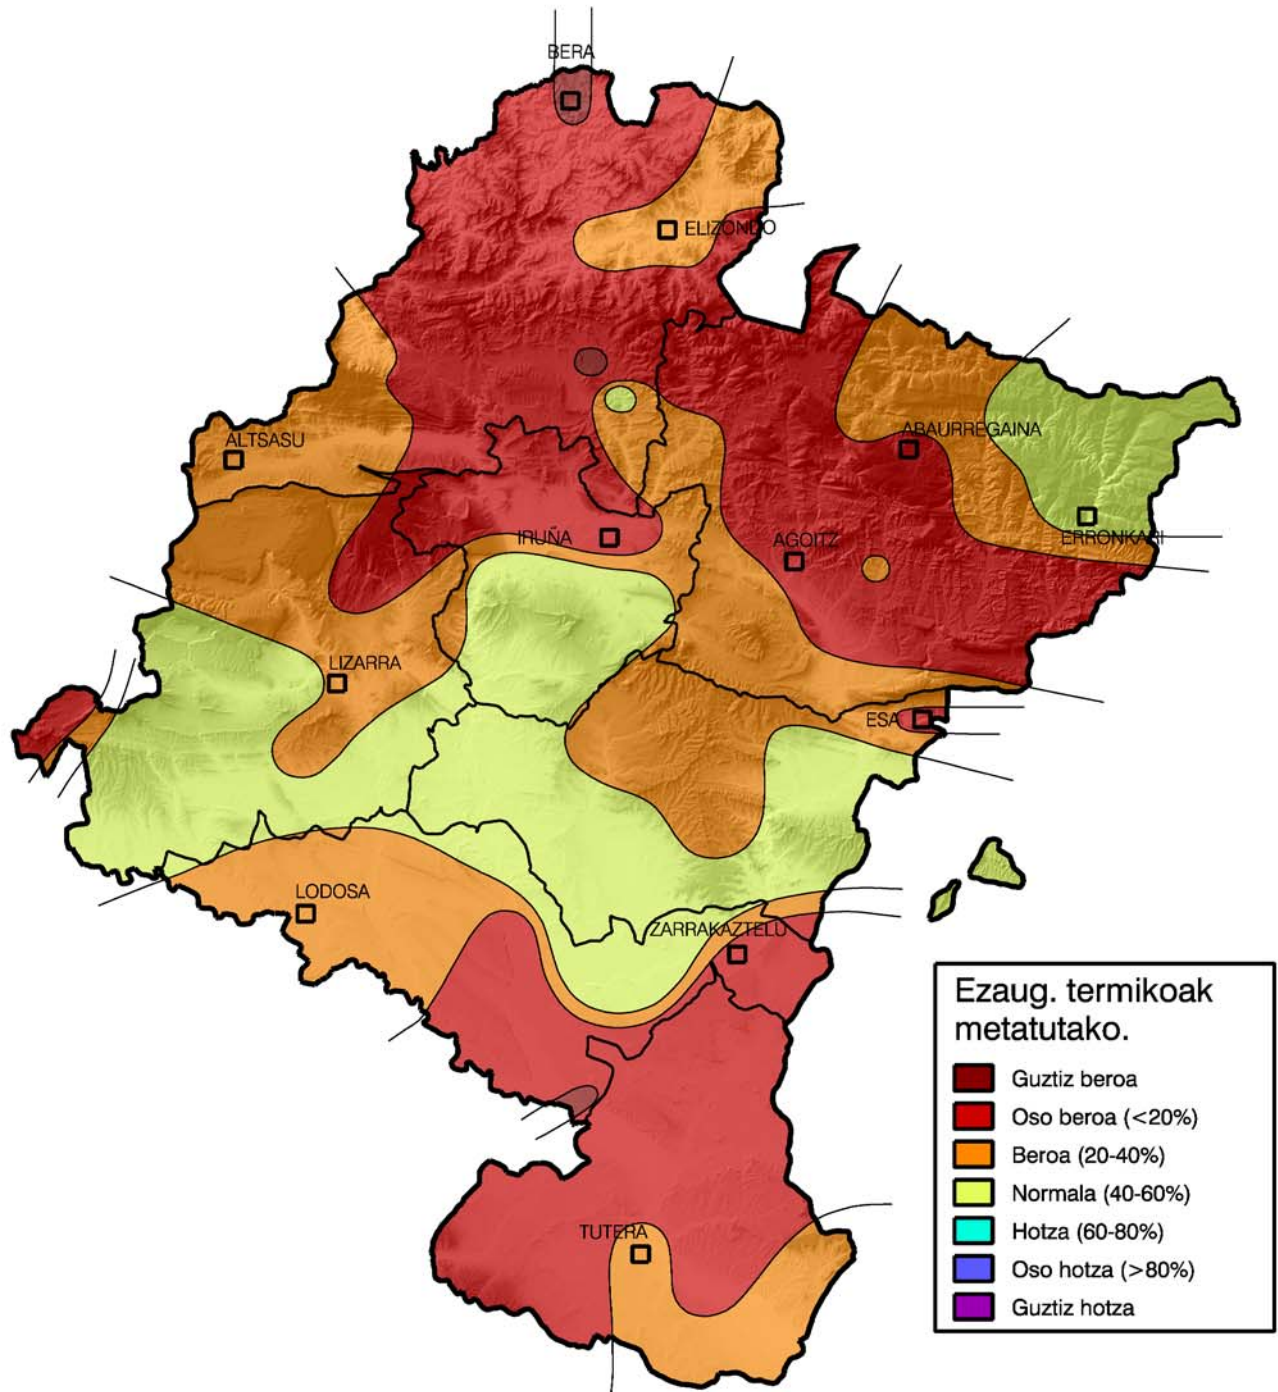 BERA
ELIZONDO
ALTSASU
ABAURREGAINA
IRUÑA
AGOITZ
ERRONKARI
LIZARRA
ESA
LODOSA
ZARRAKAZTELU
TUTERA
Ezaug. termikoak
metatutako.
Guztiz beroa
Oso beroa (<20%)
Beroa (20-40%)
Normala (40-60%)
Hotza (60-80%)
Oso hotza (>80%)
Guztiz hotza